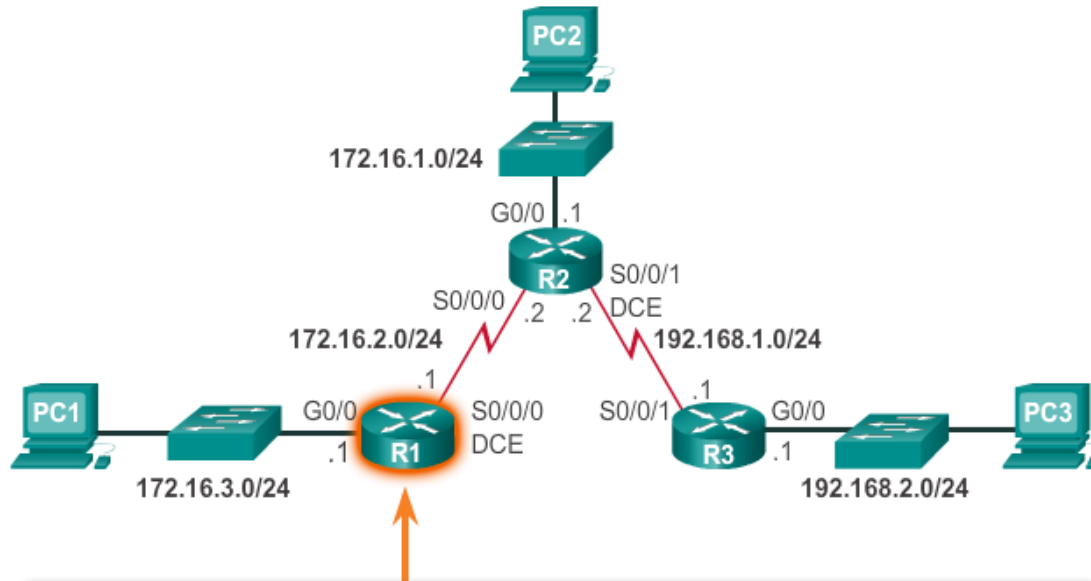 PC2
172.16.1.0/24
G0/0 .1
R2
S0/0/1
DCE
S0/0/0
.2 .2
172.16.2.0/24
192.168.1.0/24
.1
.1
PC1
G0/0
S0/0/0
DCE
S0/0/1
G0/0
PC3
.1
R1
R3
.1
172.16.3.0/24
192.168.2.0/24